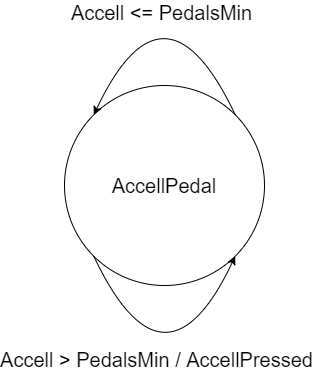 Accell <= PedalsMin
AccellPedal
Accell > PedalsMin / AccellPressed